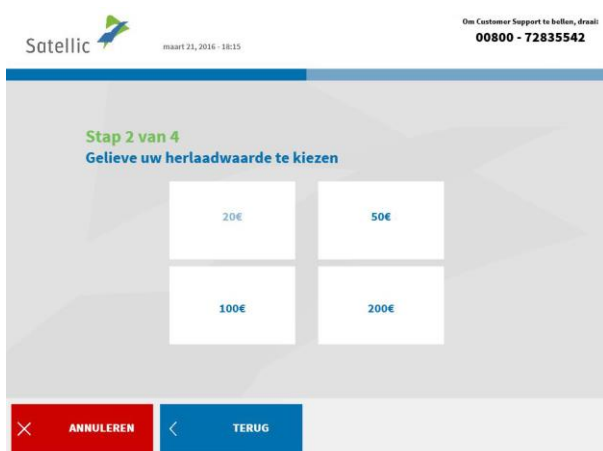 Om Customer Support te bellen, draai:
00800 - 72835542
Satellic
maart 21, 2016 - 18:15
Stap 2 van 4
Gelieve uw herlaadwaarde te kiezen
20€
50€
100€
200€
ANNULEREN
TERUG